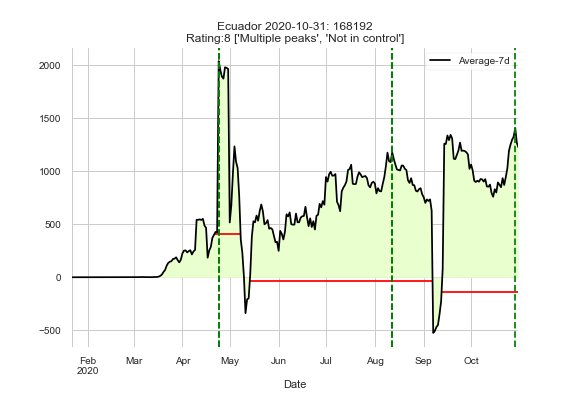 Ecuador 2020-10-31: 168192
Rating:8 ['Multiple peaks', 'Not in control']
Average-7d
2000
1500
1000
500
0
−500
Feb Mar Apr May Jun Jul Aug Sep Oct
2020
Date